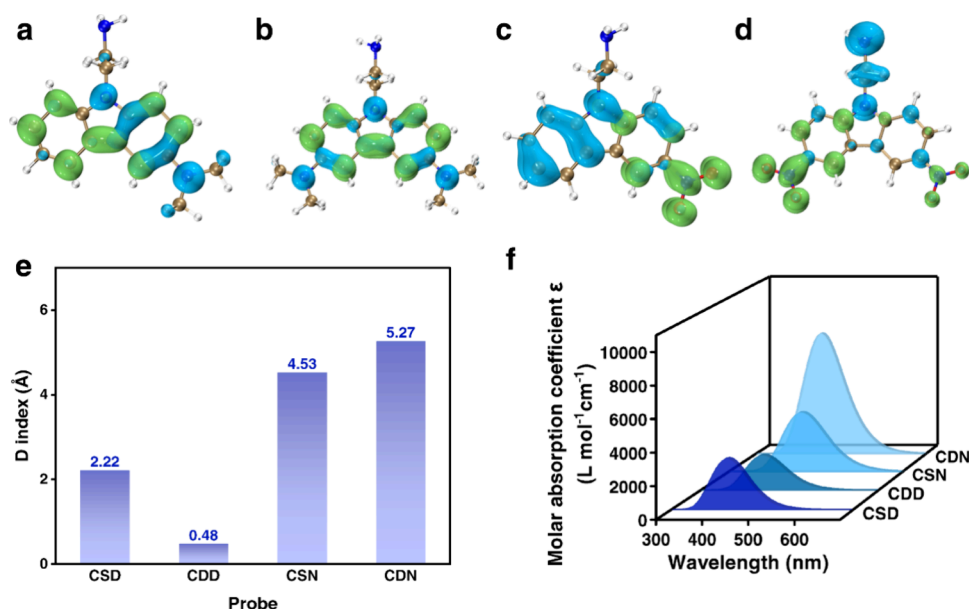 a
b
c
d
e
6
4
2
0
D index (Å)
2.22
0.48
4.53
5.27
CSD
CDD
CSN
CDN
Probe
f
Molar absorption coefficient ε
(L mol⁻¹cm⁻¹)
10000
8000
6000
4000
2000
0
300
400
500
600
Wavelength (nm)
CDN
CSN
CDD
CSD